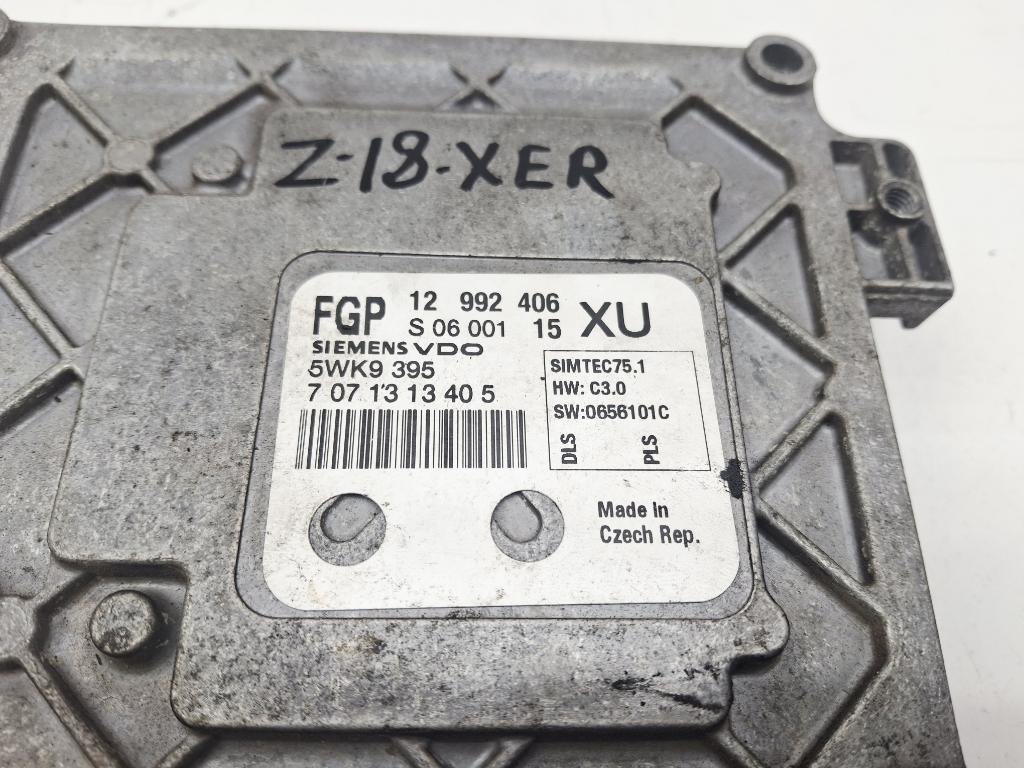 Z-18-XER
FGP 12 992 406 XU
S 06 001 15
SIEMENS VDO
5WK9 395
7 07 13 13 40 5
SIMTEC75.1
HW: C3.0
SW:0656101C
DLS PLS
Made in
Czech Rep.